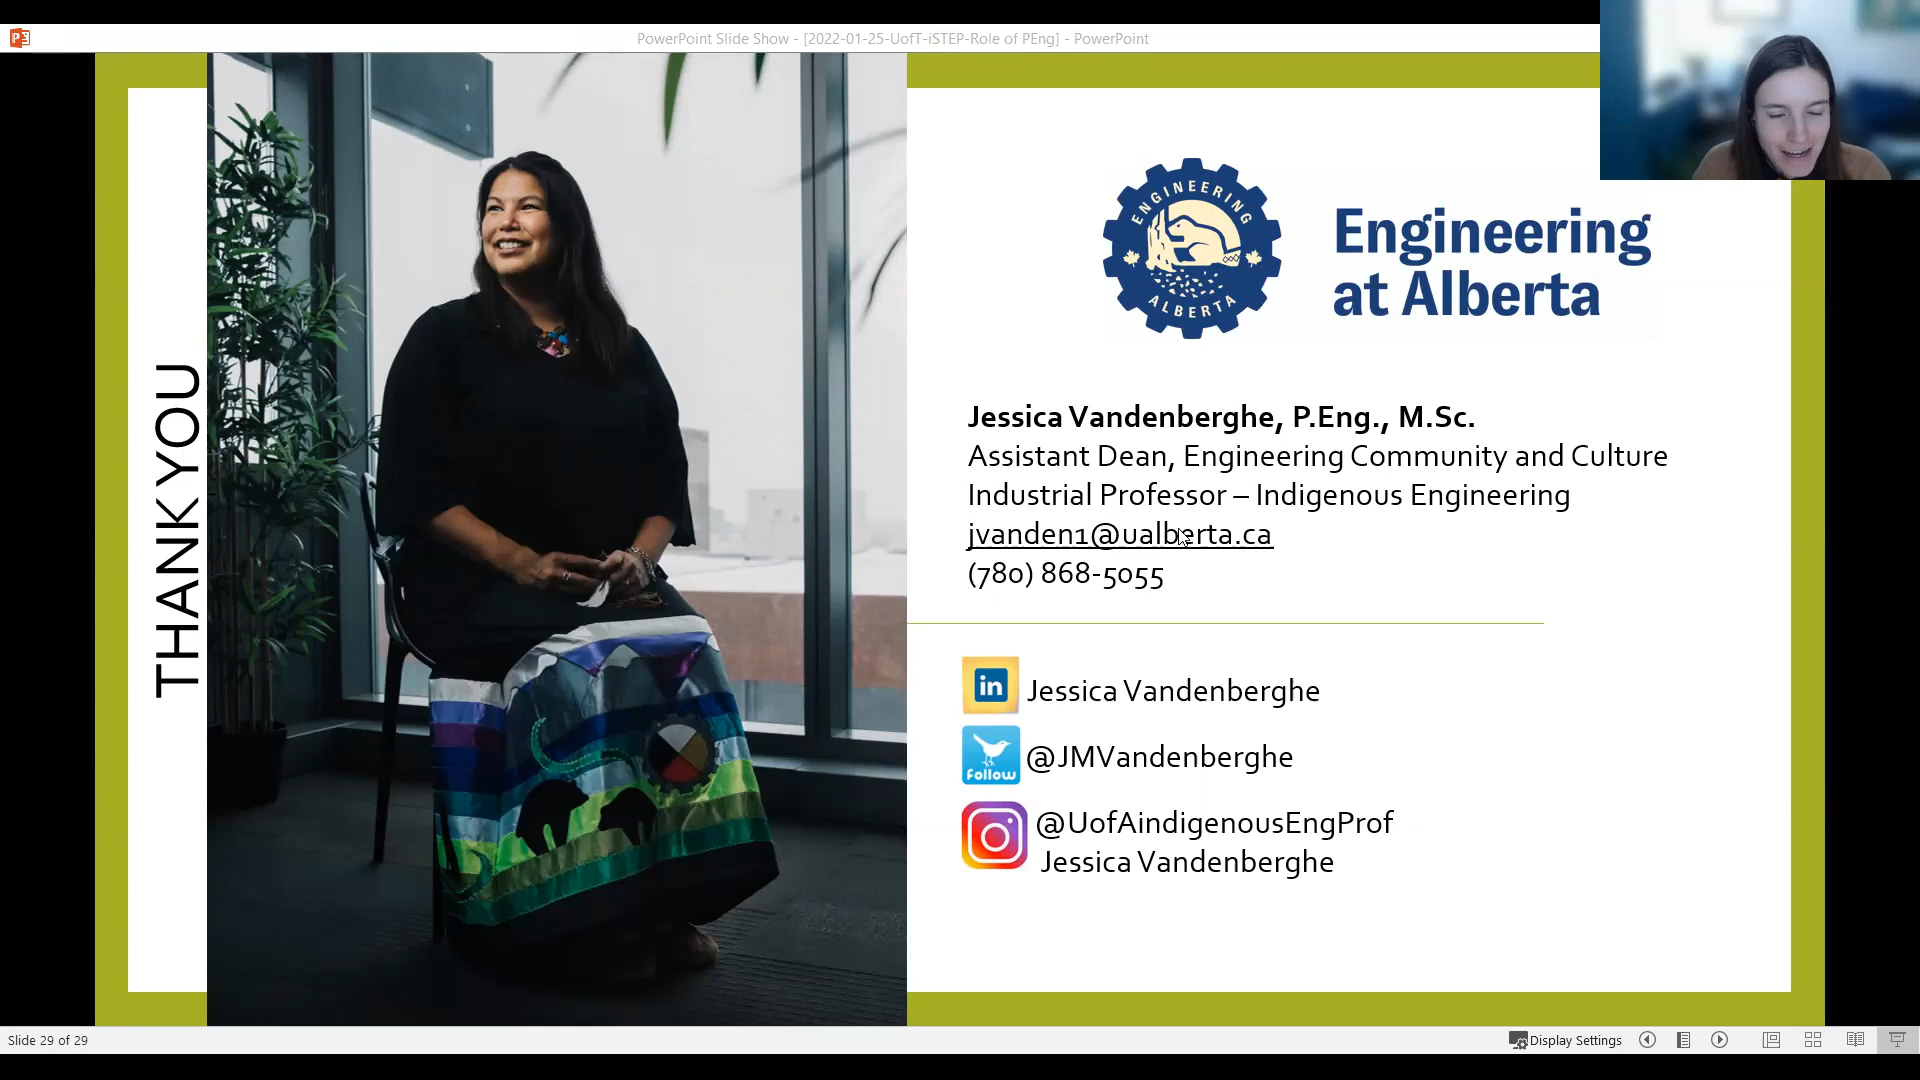 PowerPoint Slide Show - [2022-01-25-UofT-iSTEP-Role of PEng] - PowerPoint
THANK YOU
ENGINEERING
ALBERTA
Engineering
at Alberta
Jessica Vandenberghe, P.Eng., M.Sc.
Assistant Dean, Engineering Community and Culture
Industrial Professor – Indigenous Engineering
jvanden1@ualberta.ca
(780) 868-5055
in
Jessica Vandenberghe
Follow
@JMVandenberghe
@UofAindigenousEngProf
Jessica Vandenberghe
Slide 29 of 29
Display Settings